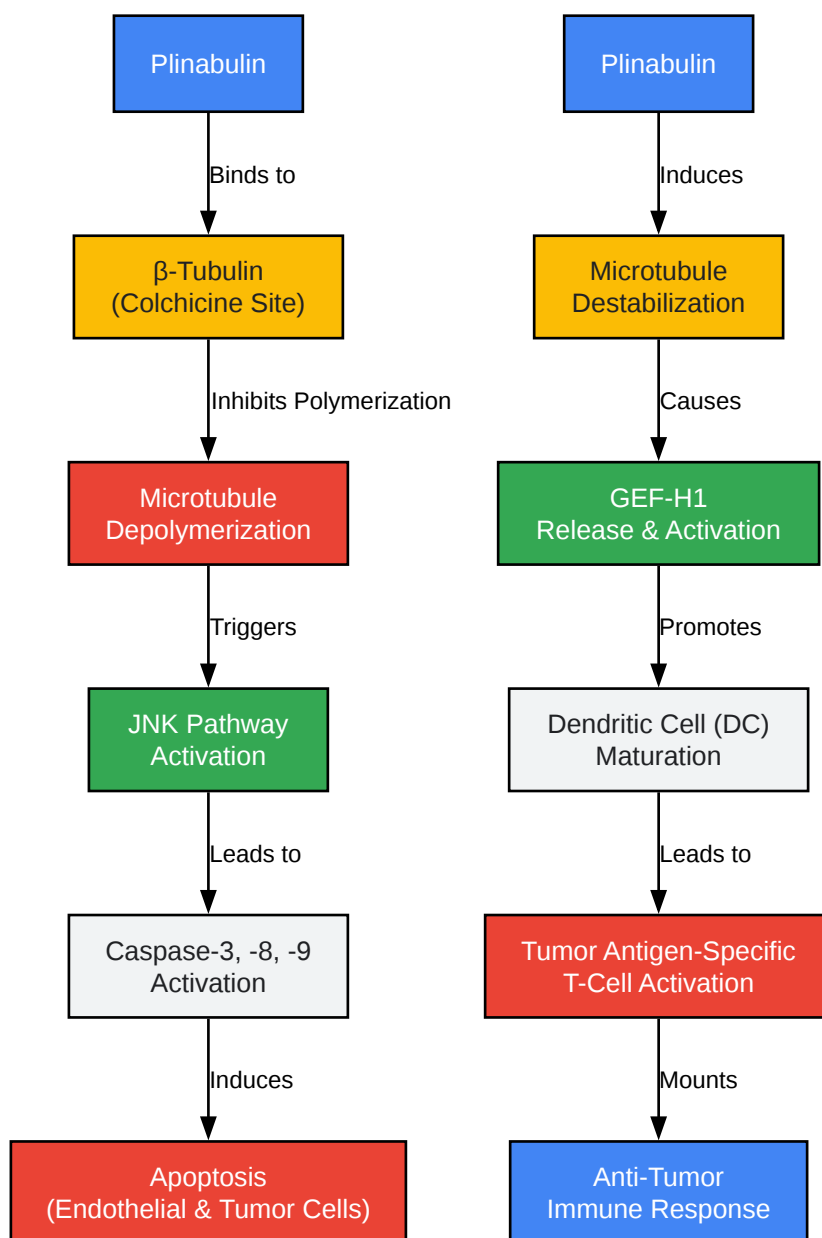 Plinabulin
Binds to
β-Tubulin
(Colchicine Site)
Inhibits Polymerization
Microtubule
Depolymerization
Triggers
JNK Pathway
Activation
Leads to
Caspase-3, -8, -9
Activation
Induces
Apoptosis
(Endothelial & Tumor Cells)
Plinabulin
Induces
Microtubule
Destabilization
Causes
GEF-H1
Release & Activation
Promotes
Dendritic Cell (DC)
Maturation
Leads to
Tumor Antigen-Specific
T-Cell Activation
Mounts
Anti-Tumor
Immune Response